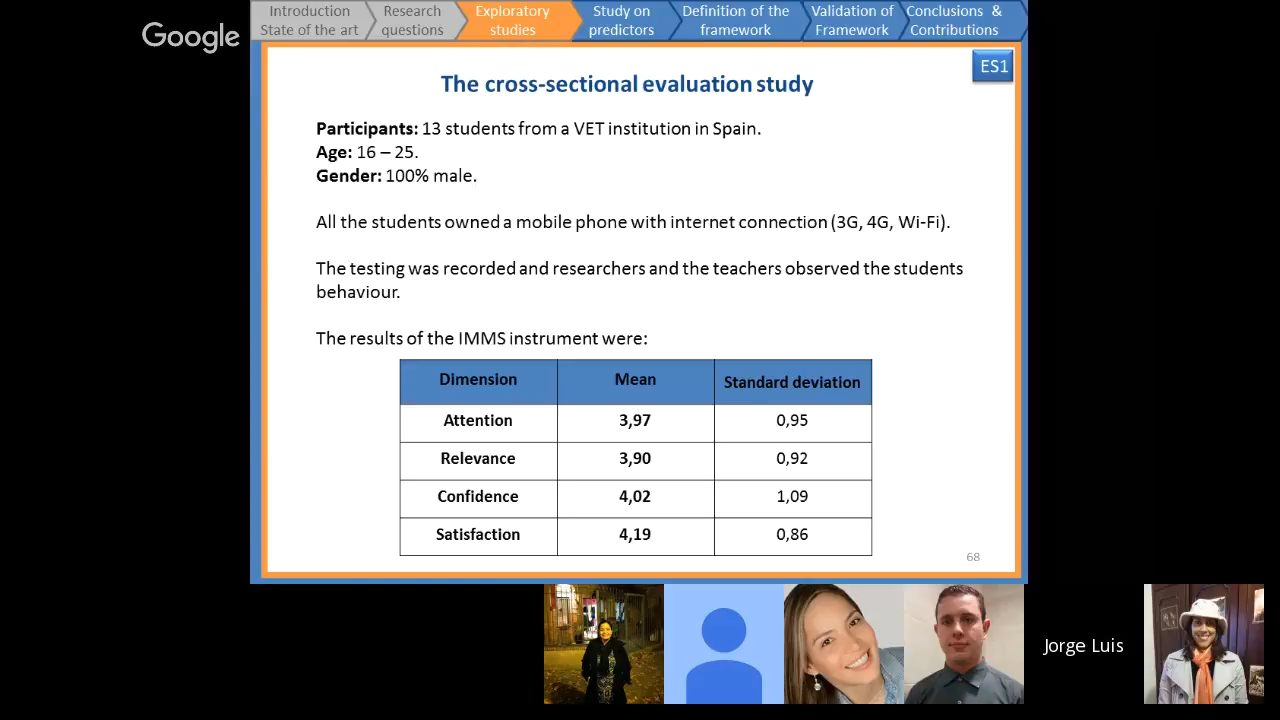 Google
Introduction
State of the art
Research
questions
Exploratory
studies
Study on
predictors
Definition of the
framework
Validation of
Framework
Conclusions &
Contributions
ES1
The cross-sectional evaluation study
Participants: 13 students from a VET institution in Spain.
Age: 16 – 25.
Gender: 100% male.
All the students owned a mobile phone with internet connection (3G, 4G, Wi-Fi).
The testing was recorded and researchers and the teachers observed the students
behaviour.
The results of the IMMS instrument were:
Dimension Mean Standard deviation
Attention 3,97 0,95
Relevance 3,90 0,92
Confidence 4,02 1,09
Satisfaction 4,19 0,86
68
Jorge Luis